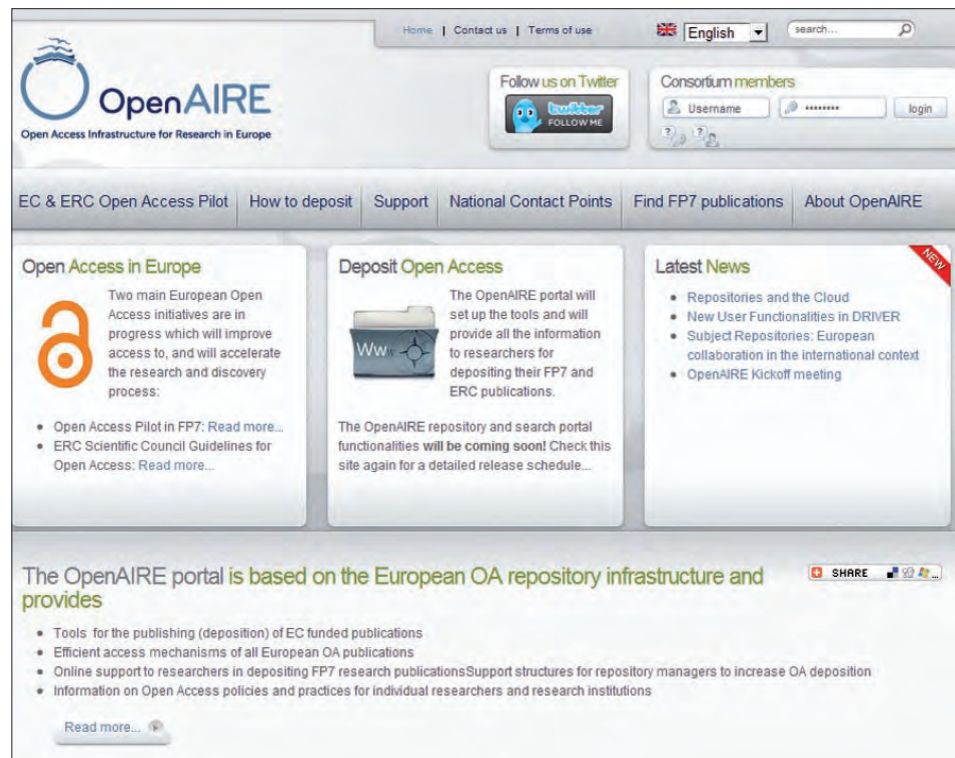 Home | Contact us | Terms of use
English
search...
OpenAIRE
Open Access Infrastructure for Research in Europe
Follow us on Twitter
twitter
FOLLOW ME
Consortium members
Username
login
EC & ERC Open Access Pilot
How to deposit
Support
National Contact Points
Find FP7 publications
About OpenAIRE
Open Access in Europe
Two main European Open
Access initiatives are in
progress which will improve
access to, and will accelerate
the research and discovery
process:
Open Access Pilot in FP7: Read more...
ERC Scientific Council Guidelines for
Open Access: Read more...
Deposit Open Access
Ww
The OpenAIRE portal will
set up the tools and will
provide all the information
to researchers for
depositing their FP7 and
ERC publications.
The OpenAIRE repository and search portal
functionalities will be coming soon! Check this
site again for a detailed release schedule...
Latest News
NEW
Repositories and the Cloud
New User Functionalities in DRIVER
Subject Repositories: European
collaboration in the international context
OpenAIRE Kickoff meeting
The OpenAIRE portal is based on the European OA repository infrastructure and
provides
SHARE
Tools for the publishing (deposition) of EC funded publications
Efficient access mechanisms of all European OA publications
Online support to researchers in depositing FP7 research publicationsSupport structures for repository managers to increase OA deposition
Information on Open Access policies and practices for individual researchers and research institutions
Read more...